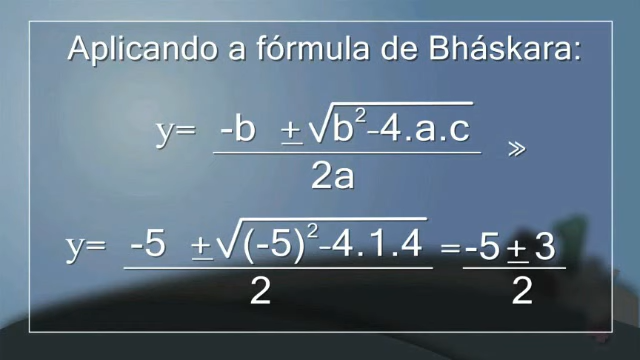 Aplicando a fórmula de Bháskara:
y= -b ±√b²-4.a.c »
2a
y= -5 ±√(-5)²-4.1.4 = -5 ± 3
2 2